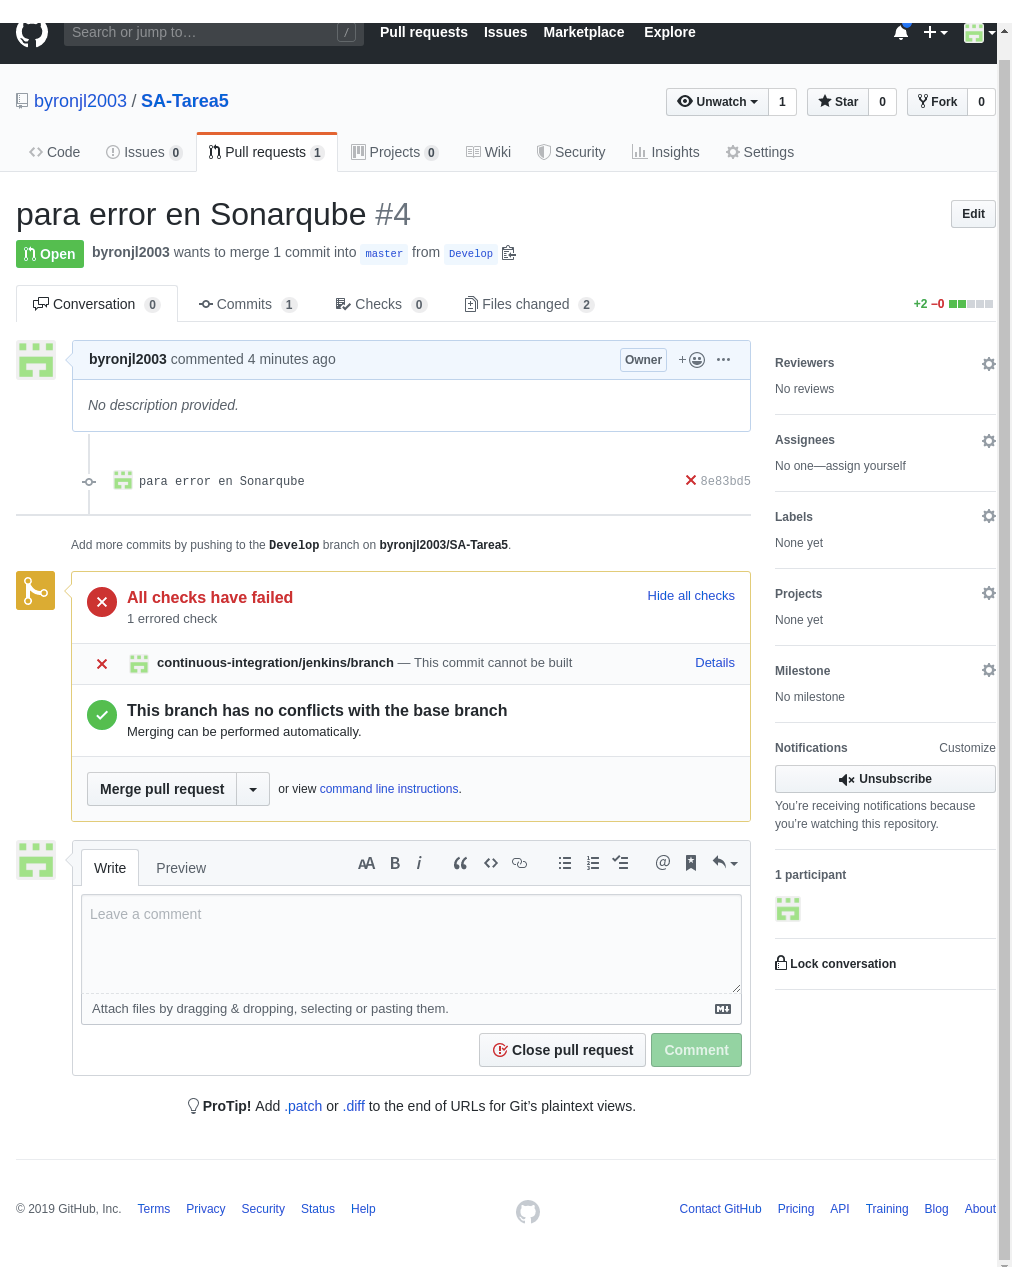 Search or jump to… /
Pull requests Issues Marketplace Explore
byronjl2003 / SA-Tarea5
Unwatch 1 Star 0 Fork 0
Code Issues 0 Pull requests 1 Projects 0 Wiki Security Insights Settings
para error en Sonarqube #4
Edit
Open byronjl2003 wants to merge 1 commit into master from Develop
Conversation 0 Commits 1 Checks 0 Files changed 2
+2 −0
byronjl2003 commented 4 minutes ago
Owner
No description provided.
para error en Sonarqube 8e83bd5
Add more commits by pushing to the Develop branch on byronjl2003/SA-Tarea5.
All checks have failed Hide all checks
1 errored check
continuous-integration/jenkins/branch — This commit cannot be built Details
This branch has no conflicts with the base branch
Merging can be performed automatically.
Merge pull request or view command line instructions.
Write Preview
AA B i
Leave a comment
Attach files by dragging & dropping, selecting or pasting them.
Close pull request Comment
ProTip! Add .patch or .diff to the end of URLs for Git’s plaintext views.
Reviewers
No reviews
Assignees
No one—assign yourself
Labels
None yet
Projects
None yet
Milestone
No milestone
Notifications Customize
Unsubscribe
You’re receiving notifications because
you’re watching this repository.
1 participant
Lock conversation
© 2019 GitHub, Inc. Terms Privacy Security Status Help
Contact GitHub Pricing API Training Blog About